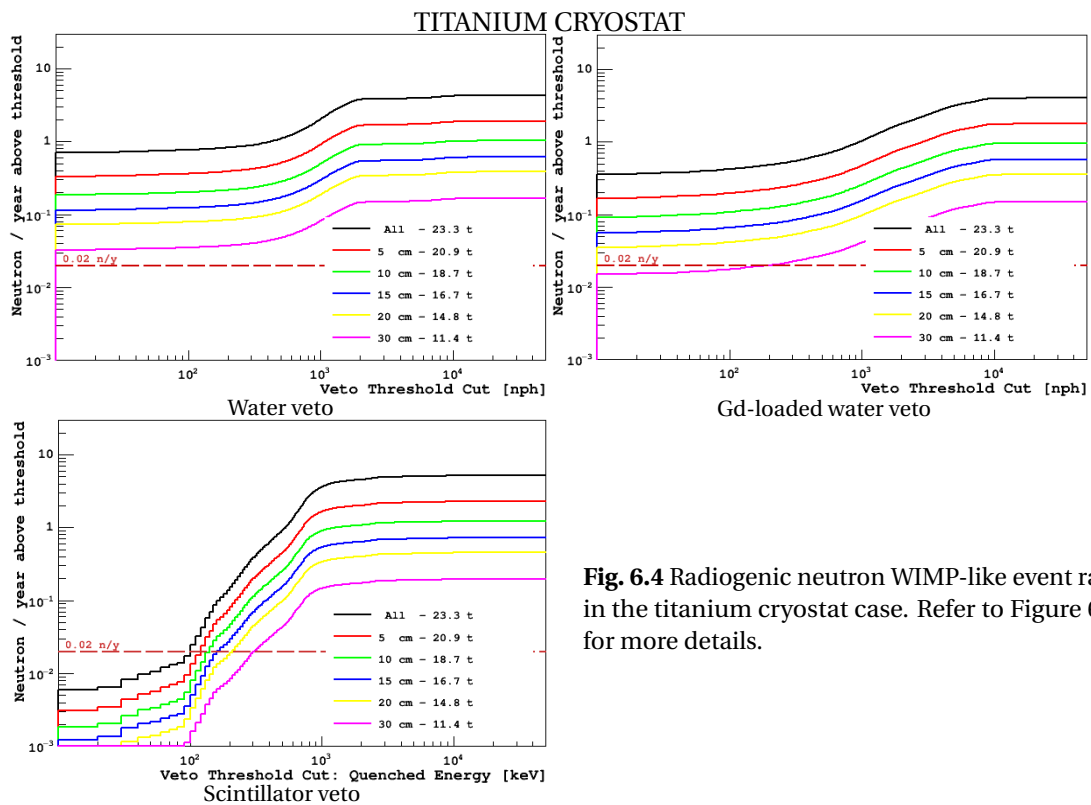 TITANIUM CRYOSTAT
Neutron / year above threshold
10
1
10⁻¹
10⁻²
10⁻³
0.02 n/y
All - 23.3 t
5 cm - 20.9 t
10 cm - 18.7 t
15 cm - 16.7 t
20 cm - 14.8 t
30 cm - 11.4 t
10²
10³
10⁴
Veto Threshold Cut [nph]
Water veto
Neutron / year above threshold
10
1
10⁻¹
10⁻²
10⁻³
0.02 n/y
All - 23.3 t
5 cm - 20.9 t
10 cm - 18.7 t
15 cm - 16.7 t
20 cm - 14.8 t
30 cm - 11.4 t
10²
10³
10⁴
Veto Threshold Cut [nph]
Gd-loaded water veto
Neutron / year above threshold
10
1
10⁻¹
10⁻²
10⁻³
0.02 n/y
All - 23.3 t
5 cm - 20.9 t
10 cm - 18.7 t
15 cm - 16.7 t
20 cm - 14.8 t
30 cm - 11.4 t
10²
10³
10⁴
Veto Threshold Cut: Quenched Energy [keV]
Scintillator veto
Fig. 6.4 Radiogenic neutron WIMP-like event ra
in the titanium cryostat case. Refer to Figure 6
for more details.